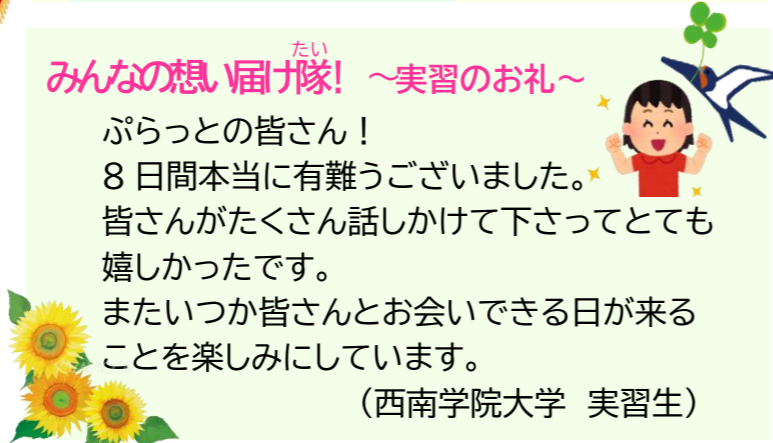 みんなの想い届け隊! ～実習のお礼～
たい
ぷらっとの皆さん！
8日間本当に有難うございました。
皆さんがたくさん話しかけて下さってとても
嬉しかったです。
またいつか皆さんとお会いできる日が来る
ことを楽しみにしています。
（西南学院大学　実習生）